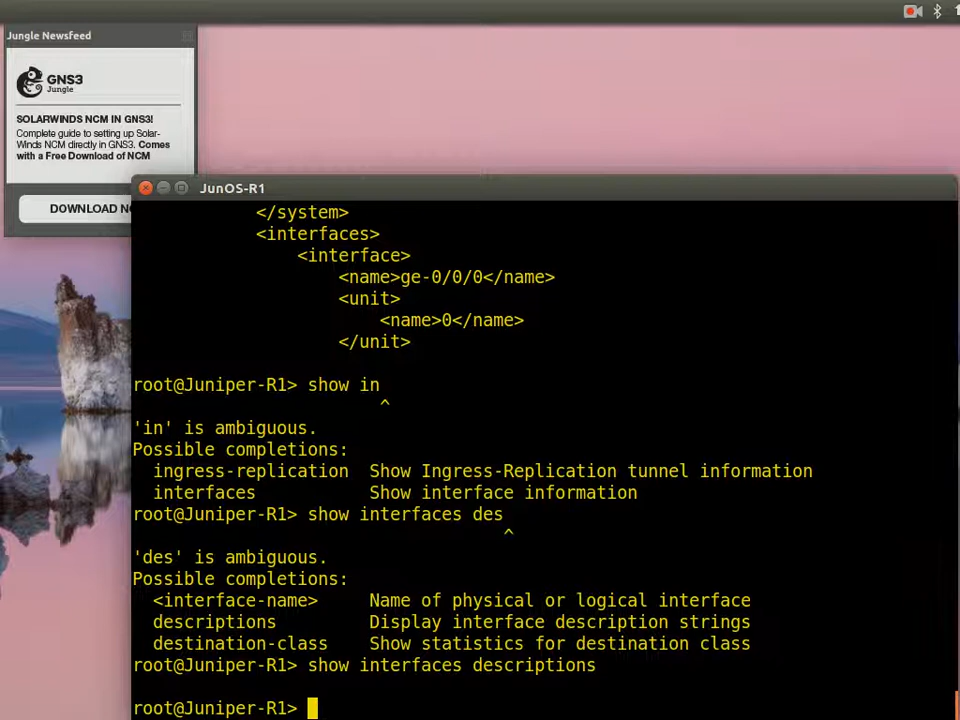 Jungle Newsfeed
GNS3
Jungle
SOLARWINDS NCM IN GNS3!
Complete guide to setting up Solar-
Winds NCM directly in GNS3. Comes
with a Free Download of NCM
DOWNLOAD
JunOS-R1
</system>
<interfaces>
<interface>
<name>ge-0/0/0</name>
<unit>
<name>0</name>
</unit>
root@Juniper-R1> show in
^
'in' is ambiguous.
Possible completions:
ingress-replication Show Ingress-Replication tunnel information
interfaces Show interface information
root@Juniper-R1> show interfaces des
^
'des' is ambiguous.
Possible completions:
<interface-name> Name of physical or logical interface
descriptions Display interface description strings
destination-class Show statistics for destination class
root@Juniper-R1> show interfaces descriptions
root@Juniper-R1>